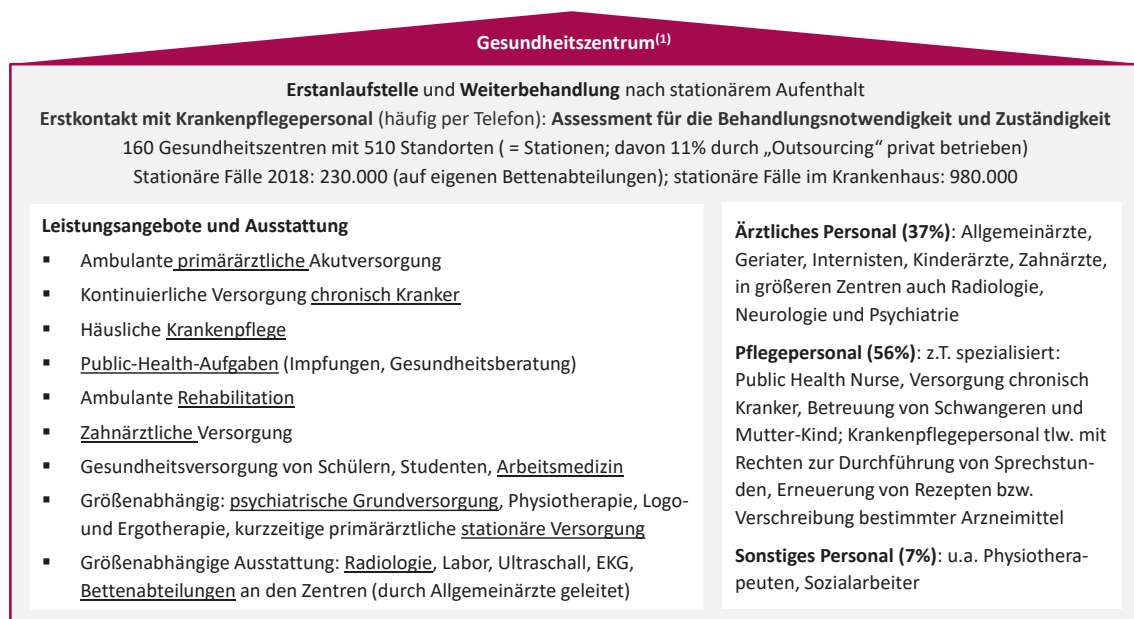 Gesundheitszentrum(1)
Erstanlaufstelle und Weiterbehandlung nach stationärem Aufenthalt
Erstkontakt mit Krankenpflegepersonal (häufig per Telefon): Assessment für die Behandlungsnotwendigkeit und Zuständigkeit
160 Gesundheitszentren mit 510 Standorten ( = Stationen; davon 11% durch „Outsourcing" privat betrieben)
Stationäre Fälle 2018: 230.000 (auf eigenen Bettenabteilungen); stationäre Fälle im Krankenhaus: 980.000
Leistungsangebote und Ausstattung
▪ Ambulante primärärztliche Akutversorgung
▪ Kontinuierliche Versorgung chronisch Kranker
▪ Häusliche Krankenpflege
▪ Public-Health-Aufgaben (Impfungen, Gesundheitsberatung)
▪ Ambulante Rehabilitation
▪ Zahnärztliche Versorgung
▪ Gesundheitsversorgung von Schülern, Studenten, Arbeitsmedizin
▪ Größenabhängig: psychiatrische Grundversorgung, Physiotherapie, Logo-
und Ergotherapie, kurzzeitige primärärztliche stationäre Versorgung
▪ Größenabhängige Ausstattung: Radiologie, Labor, Ultraschall, EKG,
Bettenabteilungen an den Zentren (durch Allgemeinärzte geleitet)
Ärztliches Personal (37%): Allgemeinärzte,
Geriater, Internisten, Kinderärzte, Zahnärzte,
in größeren Zentren auch Radiologie,
Neurologie und Psychiatrie
Pflegepersonal (56%): z.T. spezialisiert:
Public Health Nurse, Versorgung chronisch
Kranker, Betreuung von Schwangeren und
Mutter-Kind; Krankenpflegepersonal tlw. mit
Rechten zur Durchführung von Sprechstun-
den, Erneuerung von Rezepten bzw.
Verschreibung bestimmter Arzneimittel
Sonstiges Personal (7%): u.a. Physiothera-
peuten, Sozialarbeiter